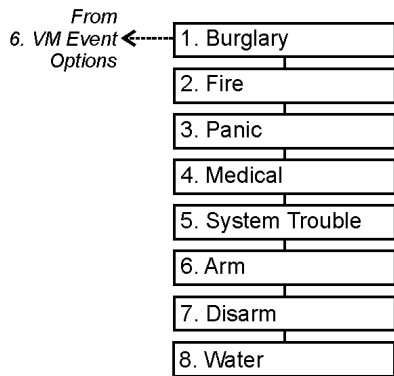 From
6. VM Event
Options
1. Burglary
2. Fire
3. Panic
4. Medical
5. System Trouble
6. Arm
7. Disarm
8. Water